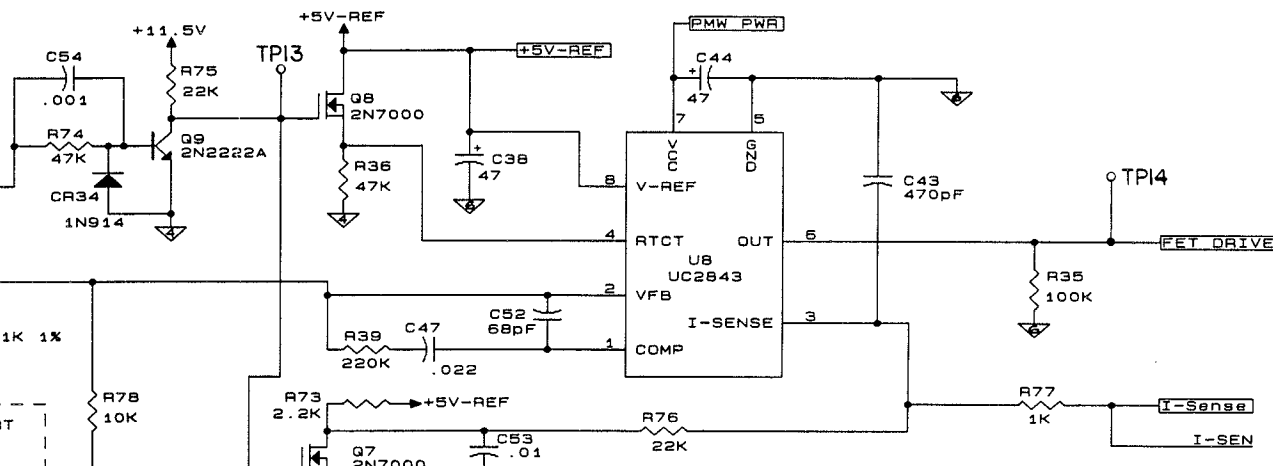 +5V-REF
PMW PWR
+11.5V
TP13
+5V-REF
C54
.001
R75
22K
C44
+
47
Q8
2N7000
7
5
R74
47K
Q9
2N2222A
VCC
GND
+
C38
47
R36
47K
CR34
1N914
8
V-REF
C43
470pF
TP14
4
4
RTCT
OUT
6
FET DRIVE
U8
UC2843
2
VFB
R35
100K
C52
68pF
I-SENSE
3
1K 1%
R39
220K
C47
.022
1
COMP
R78
10K
R73
2.2K
+5V-REF
R77
1K
I-Sense
R76
22K
I-SEN
Q7
2N7000
C53
.01